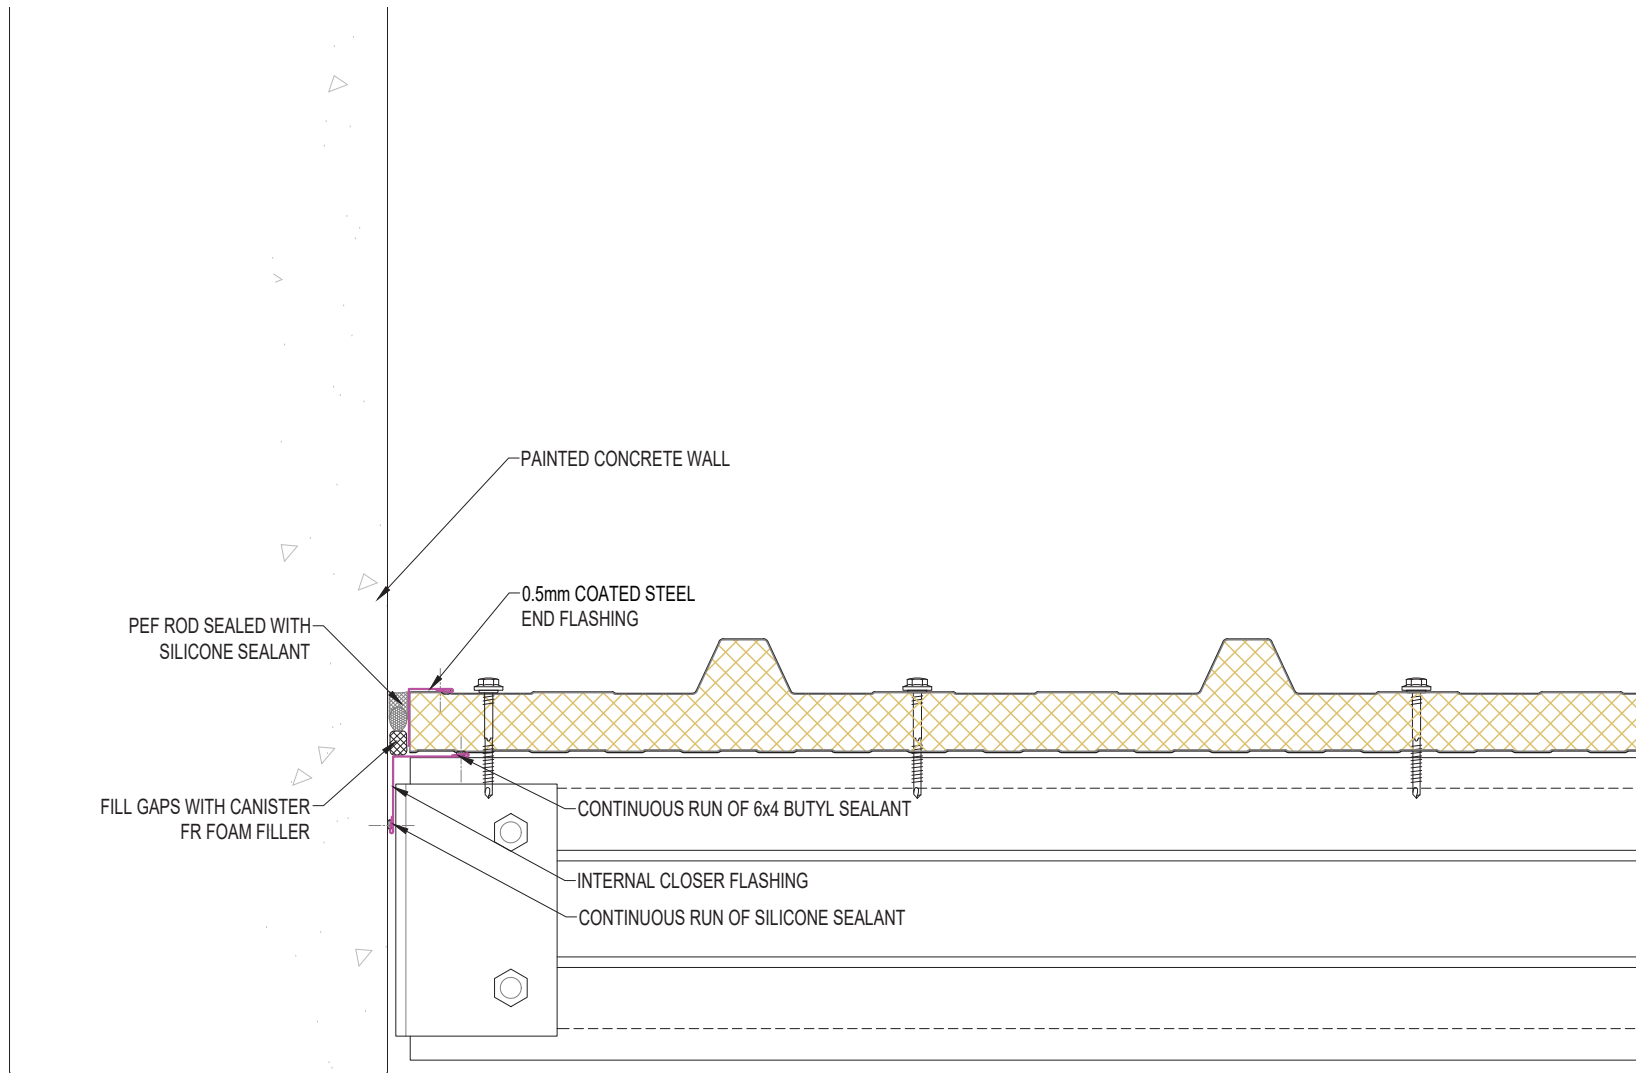 PAINTED CONCRETE WALL
0.5mm COATED STEEL
END FLASHING
PEF ROD SEALED WITH
SILICONE SEALANT
FILL GAPS WITH CANISTER
FR FOAM FILLER
CONTINUOUS RUN OF 6x4 BUTYL SEALANT
INTERNAL CLOSER FLASHING
CONTINUOUS RUN OF SILICONE SEALANT